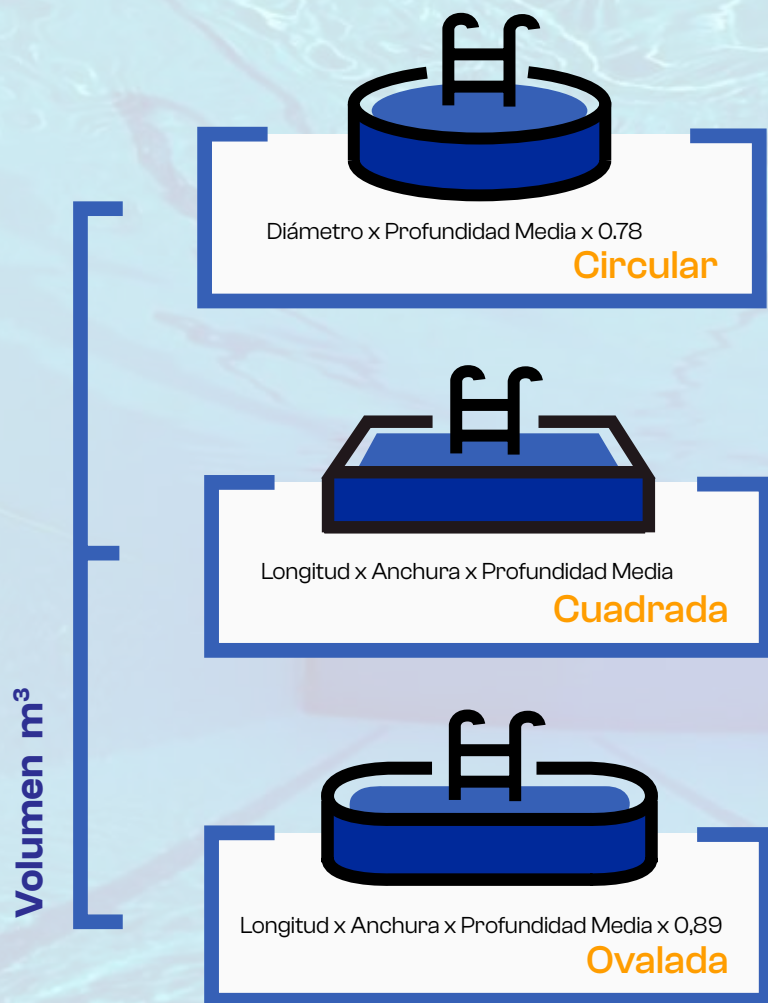 Diámetro x Profundidad Media x 0.78
Circular
Longitud x Anchura x Profundidad Media
Cuadrada
Volumen m³
Longitud x Anchura x Profundidad Media x 0,89
Ovalada